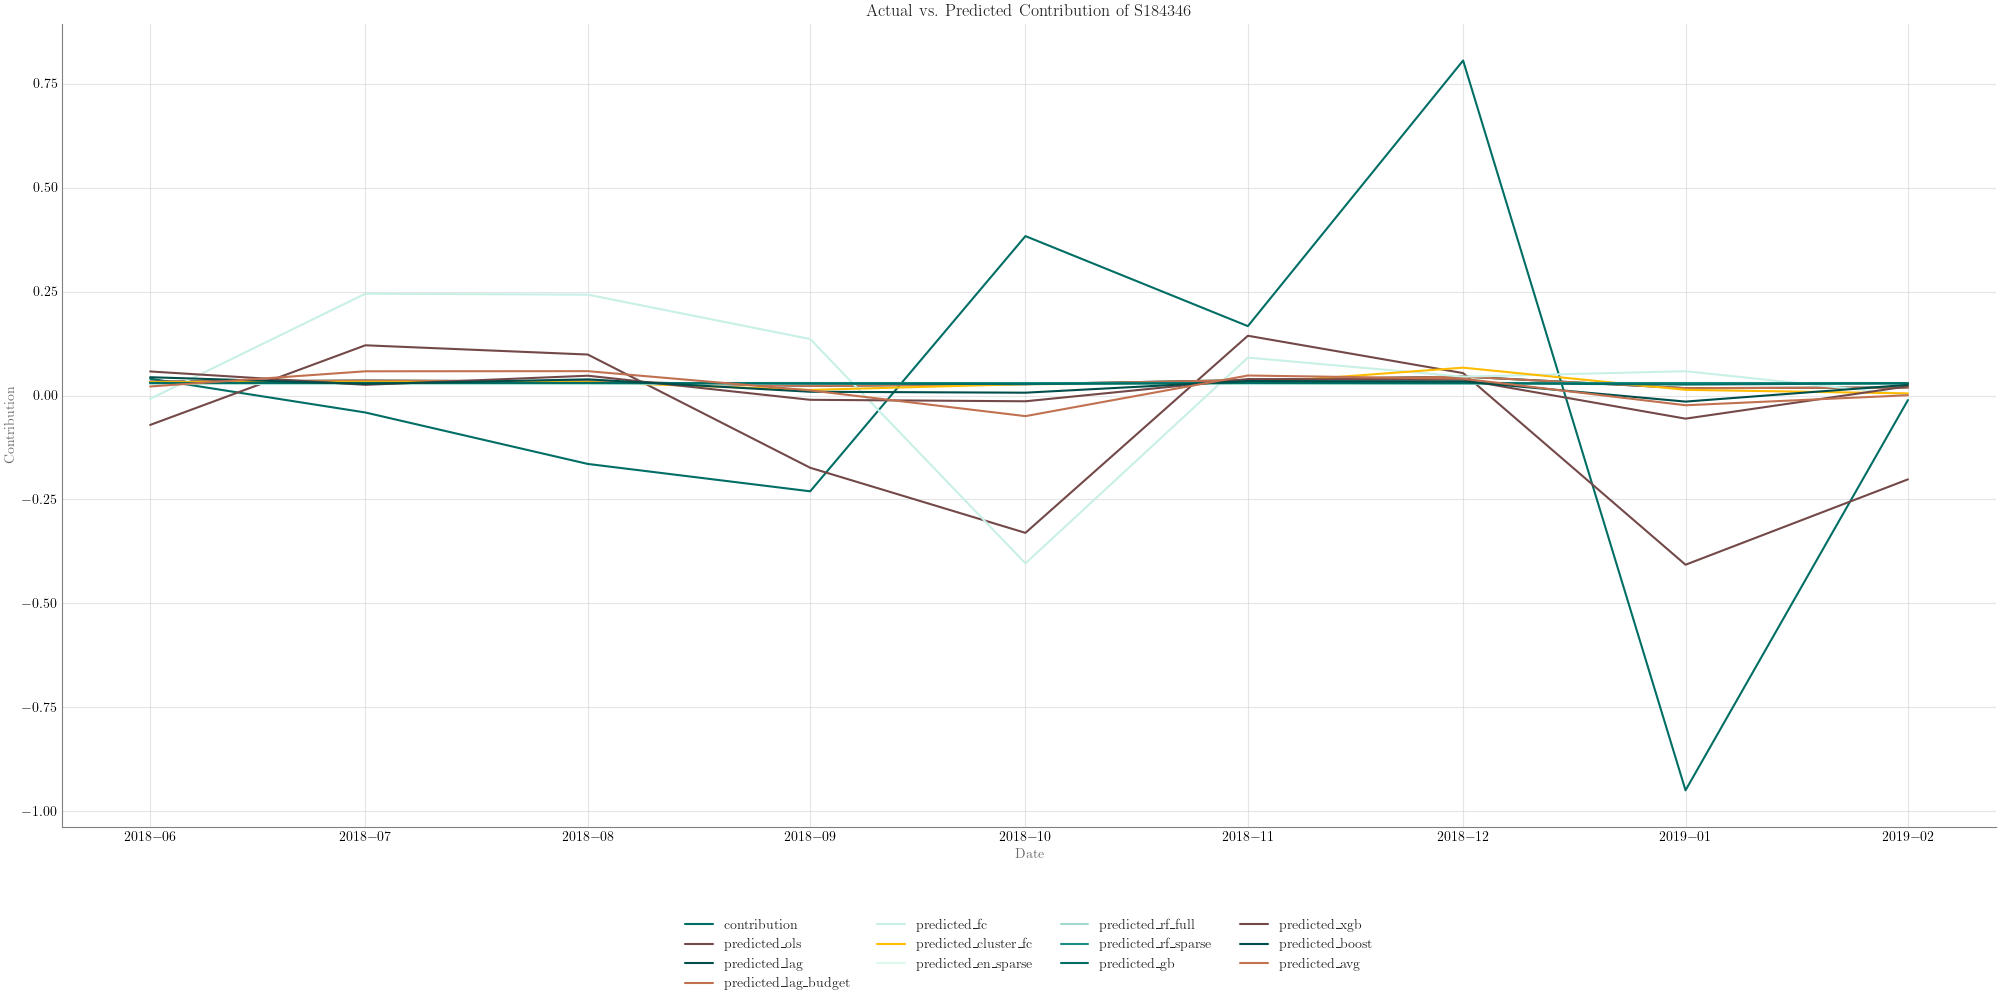 Actual vs. Predicted Contribution of S184346
0.75
0.50
0.25
0.00
−0.25
−0.50
−0.75
−1.00
Contribution
2018−06 2018−07 2018−08 2018−09 2018−10 2018−11 2018−12 2019−01 2019−02
Date
contribution predicted_fc predicted_rf_full predicted_xgb
predicted_ols predicted_cluster_fc predicted_rf_sparse predicted_boost
predicted_lag predicted_en_sparse predicted_gb predicted_avg
predicted_lag_budget